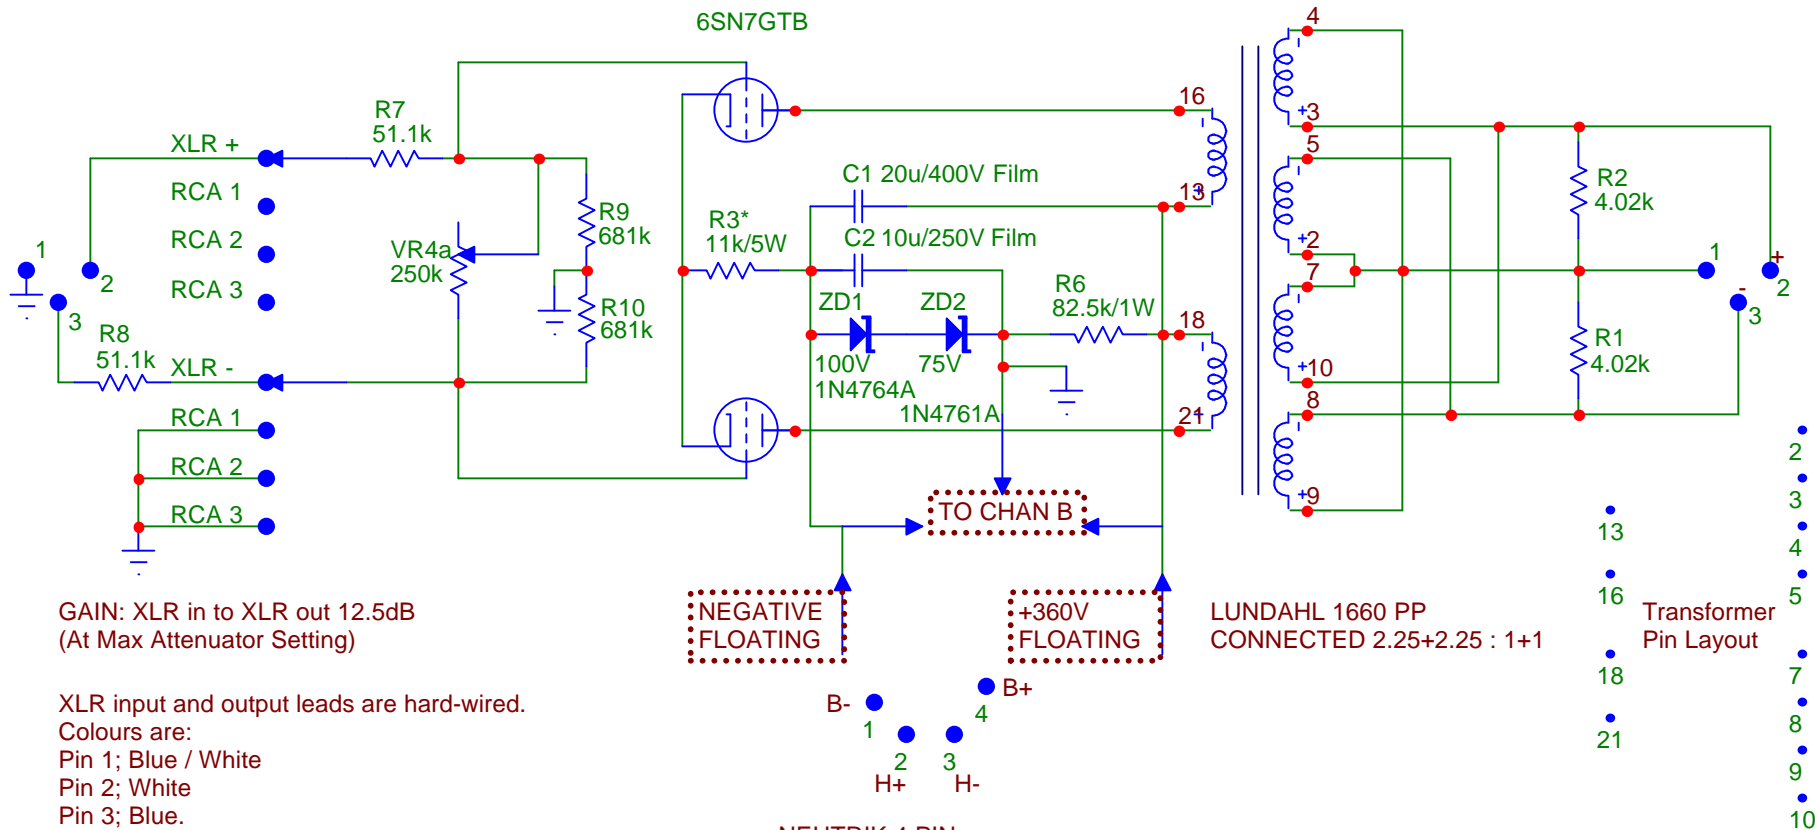 6SN7GTB
R7
51.1k
XLR +
RCA 1
RCA 2
RCA 3
1
2
3
R8
51.1k
XLR -
RCA 1
RCA 2
RCA 3
VR4a
250k
R9
681k
R10
681k
R3*
11k/5W
C1 20u/400V Film
C2 10u/250V Film
ZD1
ZD2
100V
1N4764A
75V
1N4761A
R6
82.5k/1W
16
13
+
18
21
+
4
+3
5
+2
7
+10
8
+9
R2
4.02k
R1
4.02k
1
+
2
-
3
TO CHAN B
NEGATIVE
FLOATING
+360V
FLOATING
GAIN: XLR in to XLR out 12.5dB
(At Max Attenuator Setting)
LUNDAHL 1660 PP
CONNECTED 2.25+2.25 : 1+1
Transformer
Pin Layout
13
16
18
21
2
3
4
5
7
8
9
10
XLR input and output leads are hard-wired.
Colours are:
Pin 1; Blue / White
Pin 2; White
Pin 3; Blue.
B-
1
2
H+
3
H-
4
B+
NEUTRIK 4 PIN